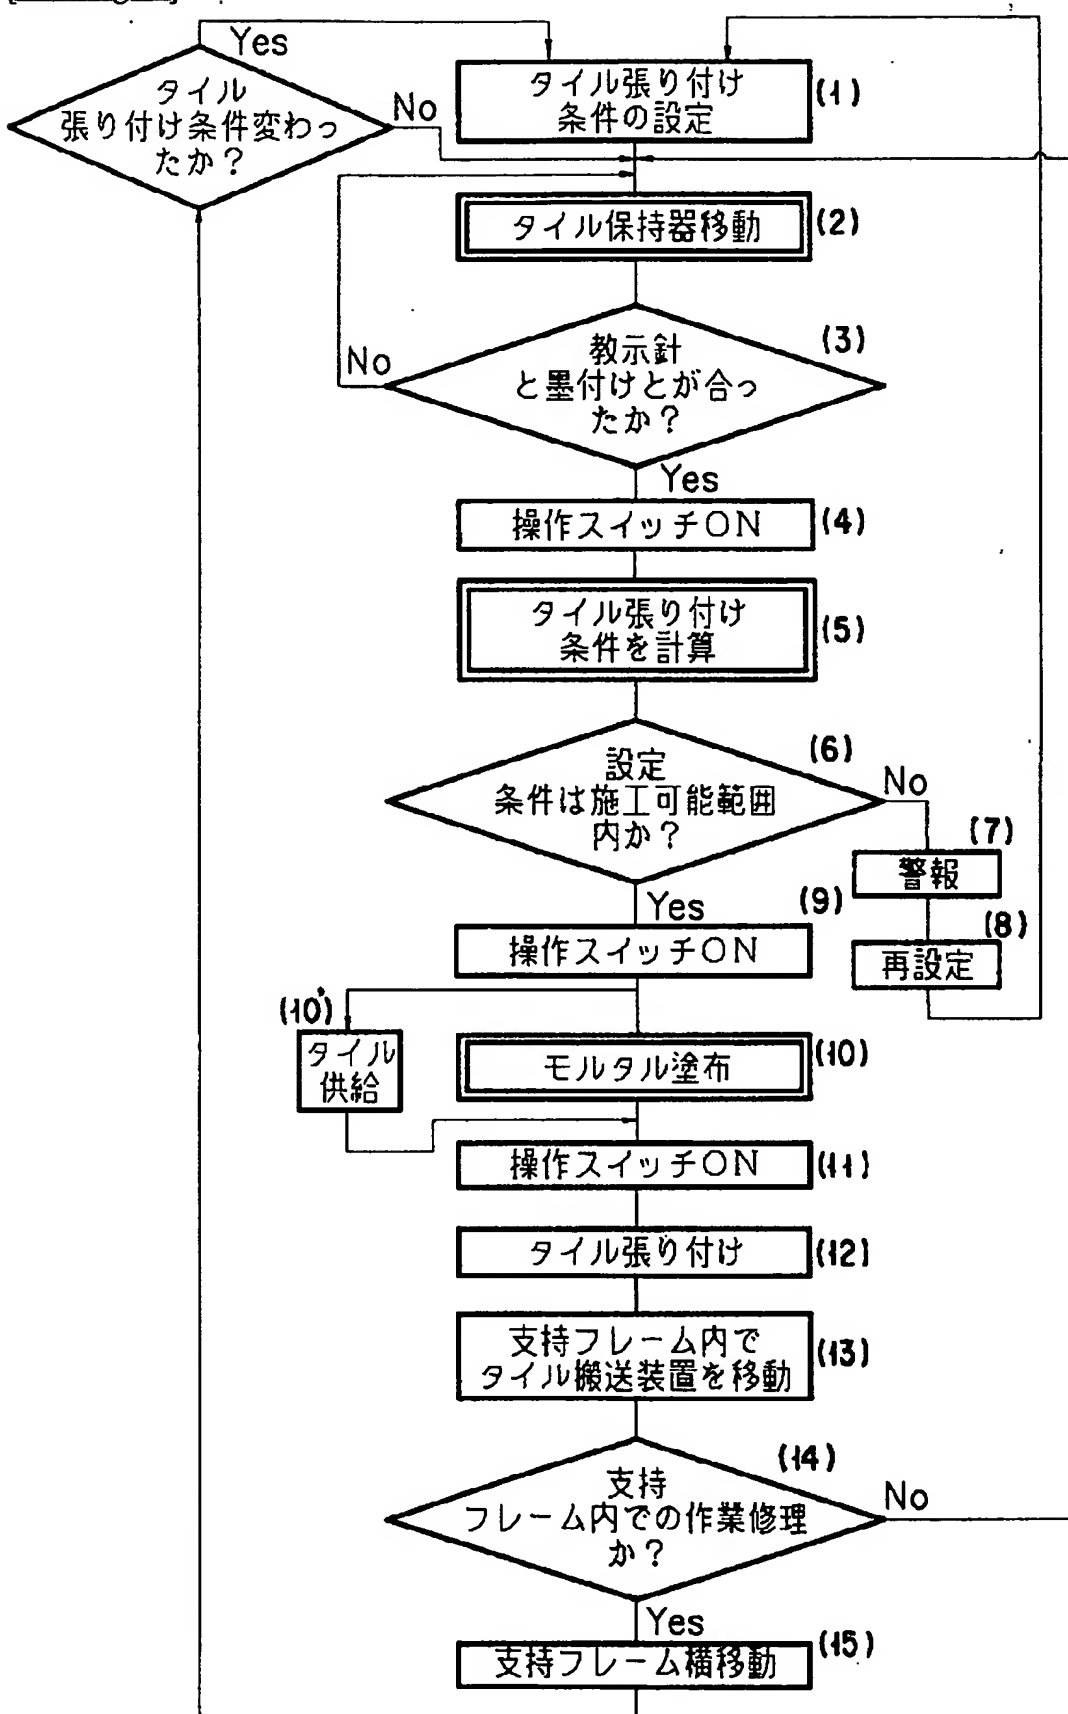 Yes
タイル
張り付け条件変わっ
たか？
No
タイル張り付け
条件の設定
(1)
タイル保持器移動
(2)
教示針
と墨付けとが合っ
たか？
(3)
No
Yes
操作スイッチON
(4)
タイル張り付け
条件を計算
(5)
設定
条件は施工可能範囲
内か？
(6)
No
(7)
警報
(8)
再設定
Yes
(9)
操作スイッチON
(10')
タイル
供給
モルタル塗布
(10)
操作スイッチON
(11)
タイル張り付け
(12)
支持フレーム内で
タイル搬送装置を移動
(13)
支持
フレーム内での作業修理
か？
(14)
No
Yes
支持フレーム横移動
(15)